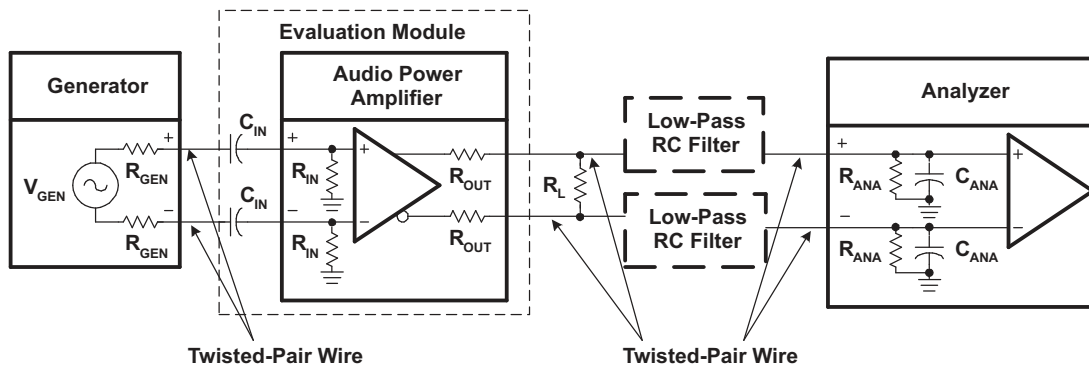 Evaluation Module
Generator
Audio Power
Amplifier
Analyzer
Low-Pass
RC Filter
Low-Pass
RC Filter
V_GEN
R_GEN
R_GEN
+
−
C_IN
C_IN
+
−
R_IN
R_IN
+
−
R_OUT
R_OUT
R_L
+
−
R_ANA
R_ANA
C_ANA
C_ANA
+
−
Twisted-Pair Wire
Twisted-Pair Wire